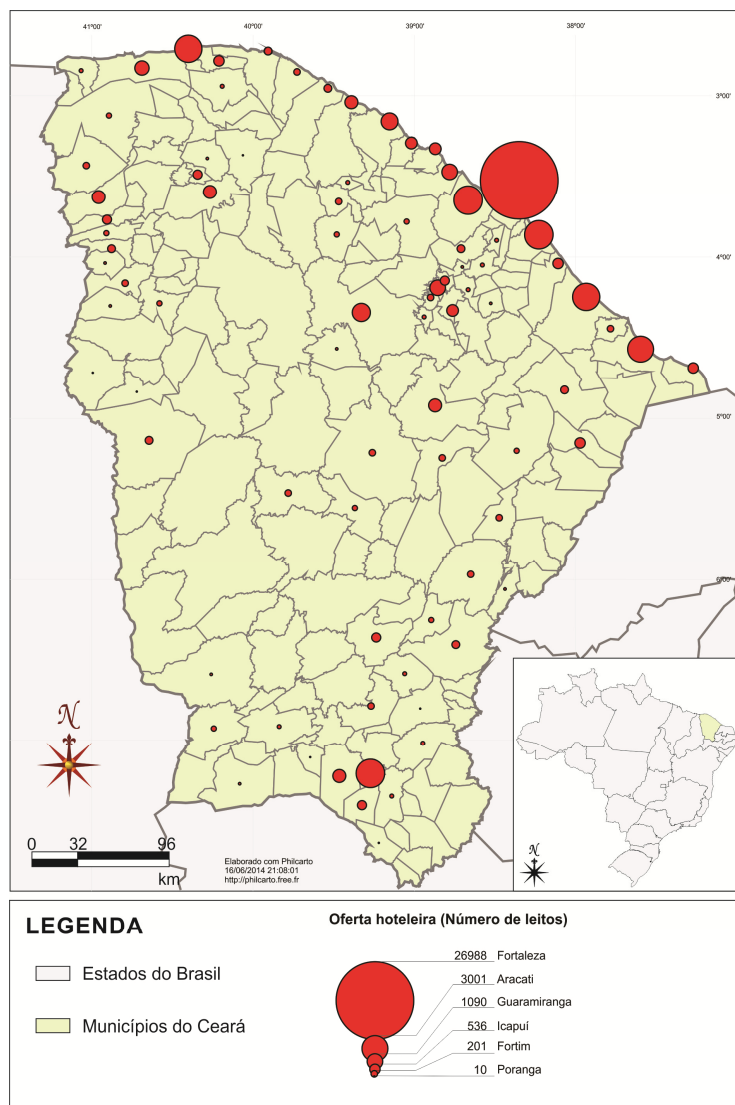 41°00'
40°00'
39°00'
38°00'
3°00'
4°00'
5°00'
6°00'
N
0 32 96
km
Elaborado com Philcarto
16/06/2014 21:08:01
http://philcarto.free.fr
N
LEGENDA
Estados do Brasil
Municípios do Ceará
Oferta hoteleira (Número de leitos)
26988 Fortaleza
3001 Aracati
1090 Guaramiranga
536 Icapuí
201 Fortim
10 Poranga